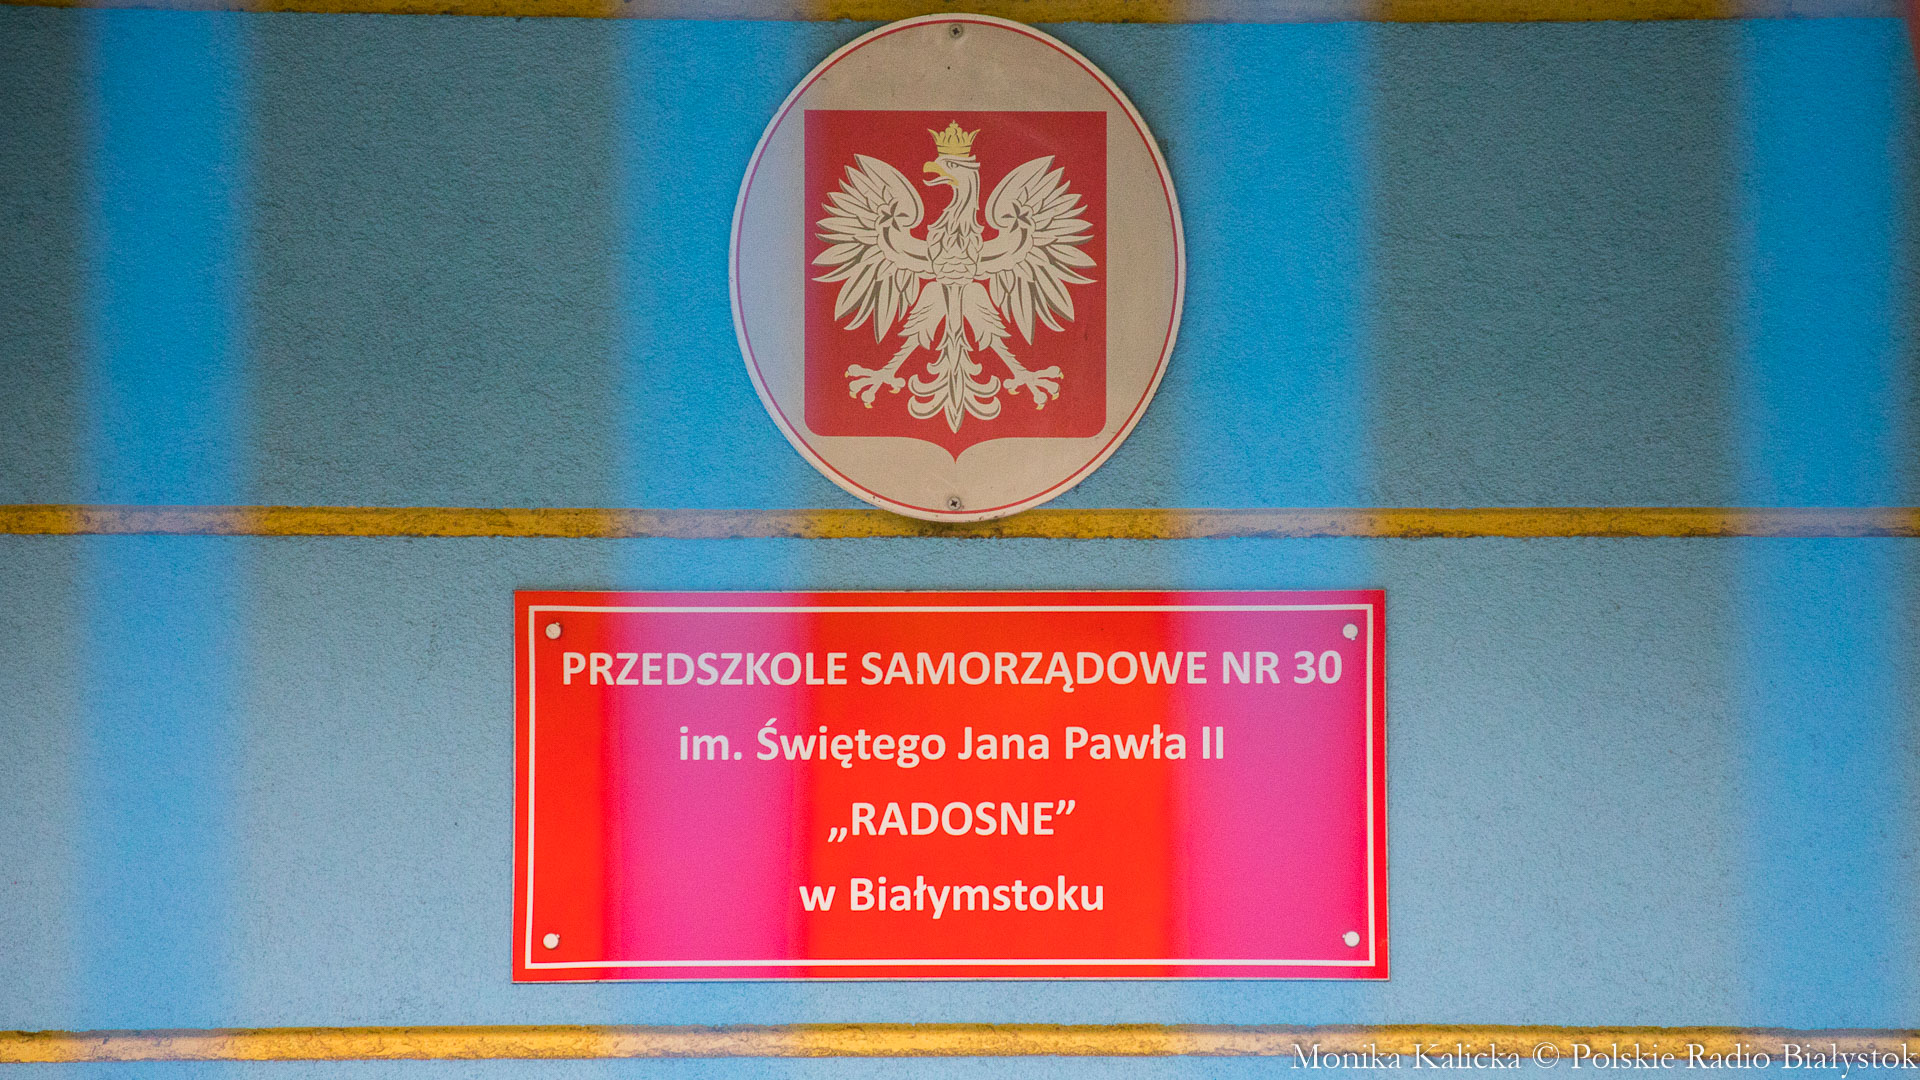 PRZEDSZKOLE SAMORZĄDOWE NR 30
im. Świętego Jana Pawła II
„RADOSNE”
w Białymstoku
Monika Kalicka © Polskie Radio Białystok